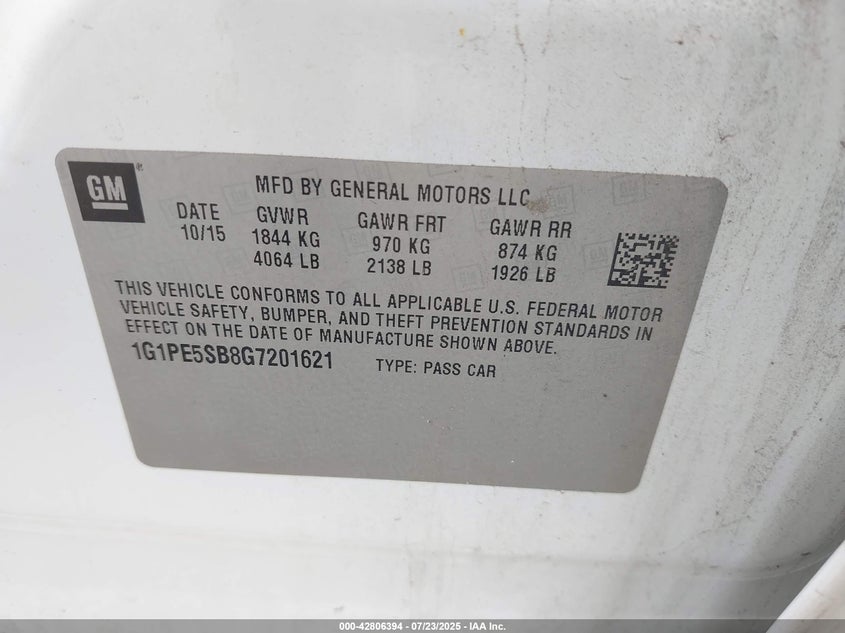 GM®
MFD BY GENERAL MOTORS LLC
DATE GVWR GAWR FRT GAWR RR
10/15 1844 KG 970 KG 874 KG
4064 LB 2138 LB 1926 LB
THIS VEHICLE CONFORMS TO ALL APPLICABLE U.S. FEDERAL MOTOR
VEHICLE SAFETY, BUMPER, AND THEFT PREVENTION STANDARDS IN
EFFECT ON THE DATE OF MANUFACTURE SHOWN ABOVE.
1G1PE5SB8G7201621 TYPE: PASS CAR
000-42806394 - 07/23/2025 - IAA Inc.